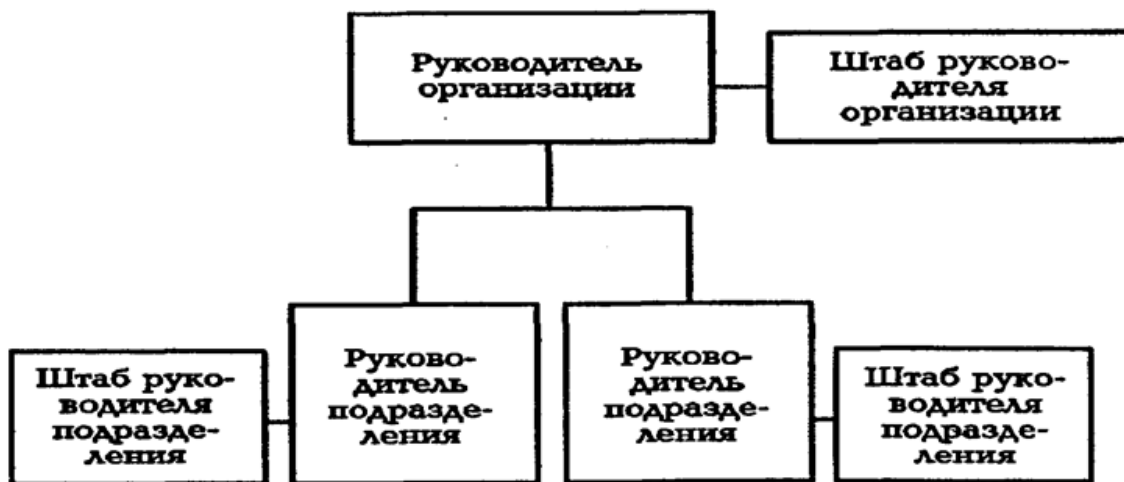 Руководитель
организации
Штаб руково-
дителя
организации
Штаб руко-
водителя
подразде-
ления
Руково-
дитель
подразде-
ления
Руково-
дитель
подразде-
ления
Штаб руко-
водителя
подразде-
ления